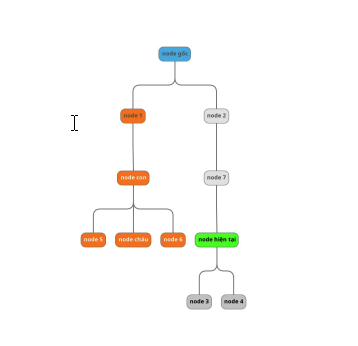 node gốc
node 1
node 2
node con
node 7
node 5
node cháu
node 6
node hiện tại
node 3
node 4